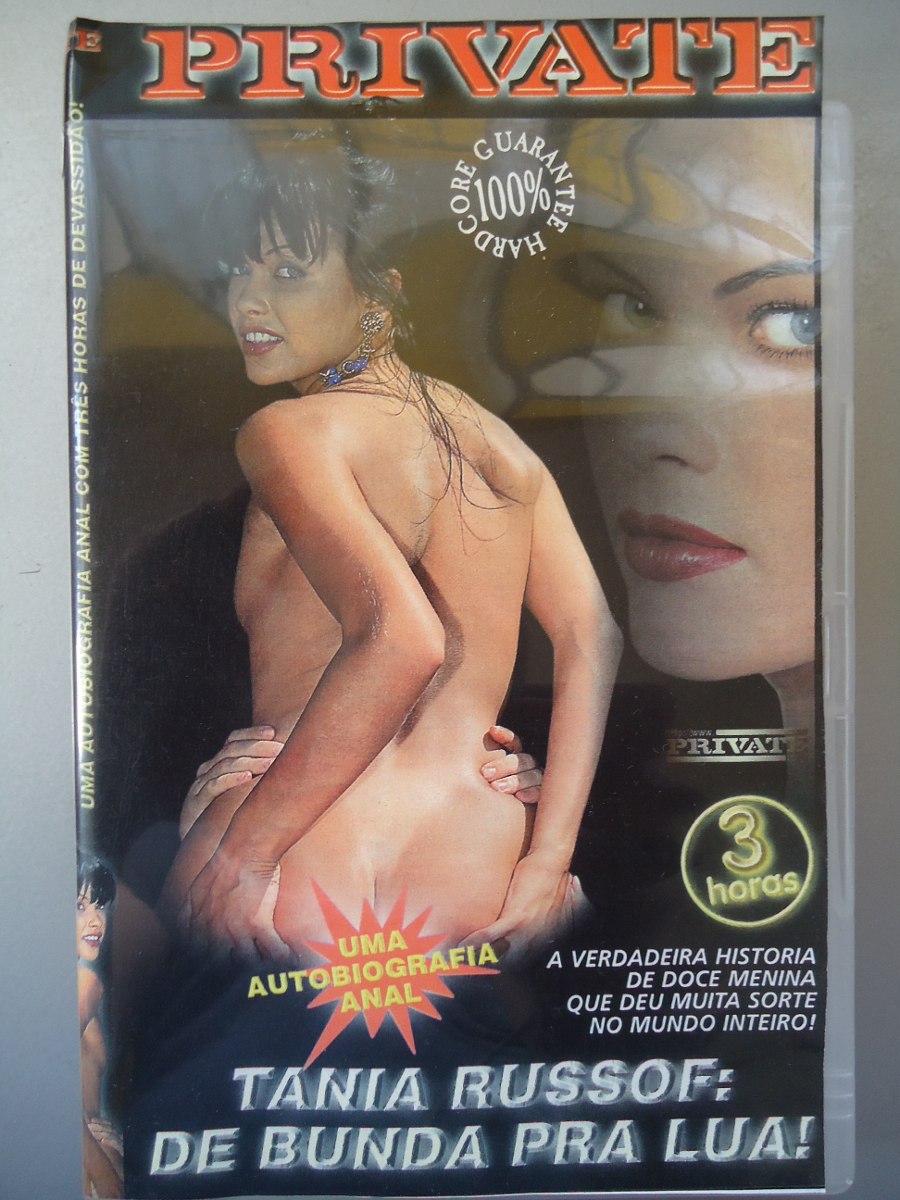 PRIVATE
HARDCORE GUARANTEE
100%
UMA AUTOBIOGRAFIA ANAL COM TRÊS HORAS DE DEVASSIDÃO!
PRIVATE
3
horas
UMA
AUTOBIOGRAFIA
ANAL
A VERDADEIRA HISTORIA
DE DOCE MENINA
QUE DEU MUITA SORTE
NO MUNDO INTEIRO!
TANIA RUSSOF:
DE BUNDA PRA LUA!